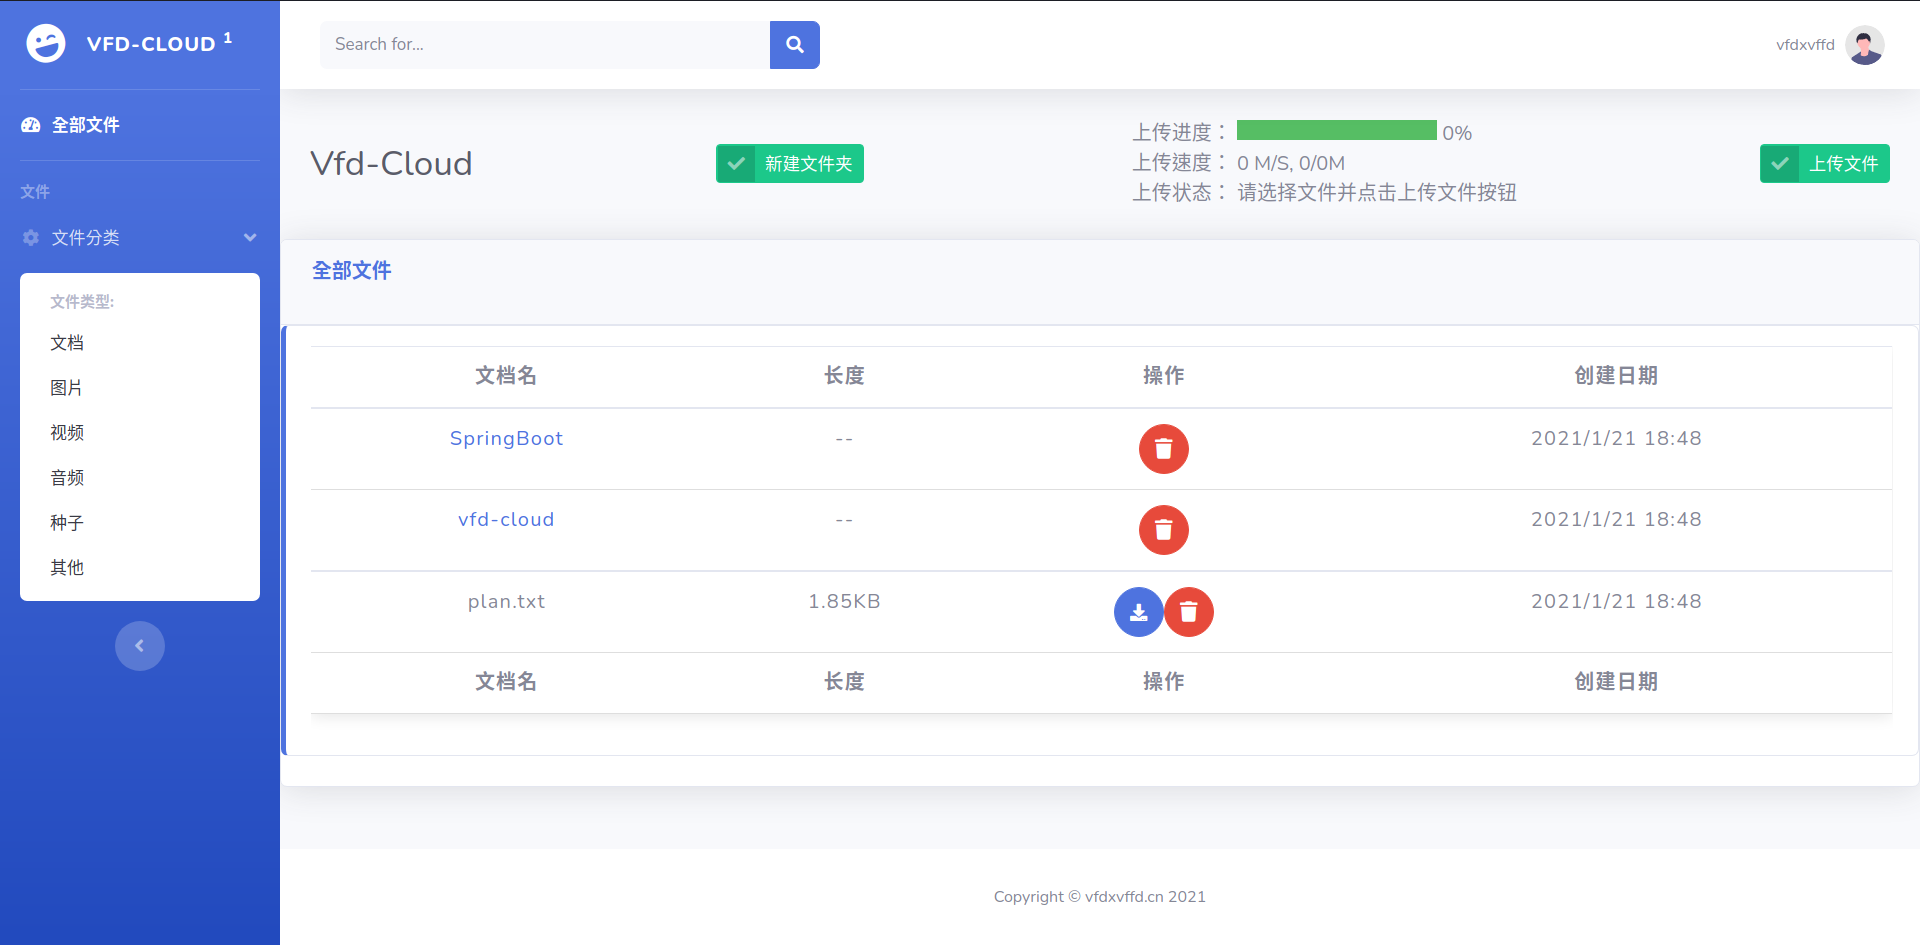 VFD-CLOUD 1
全部文件
文件
文件分类
文件类型:
文档
图片
视频
音频
种子
其他
Search for...
vfdxvffd
Vfd-Cloud
新建文件夹
上传进度： 0%
上传速度： 0 M/S, 0/0M
上传状态： 请选择文件并点击上传文件按钮
上传文件
全部文件
文档名 长度 操作 创建日期
SpringBoot -- 2021/1/21 18:48
vfd-cloud -- 2021/1/21 18:48
plan.txt 1.85KB 2021/1/21 18:48
文档名 长度 操作 创建日期
Copyright © vfdxvffd.cn 2021